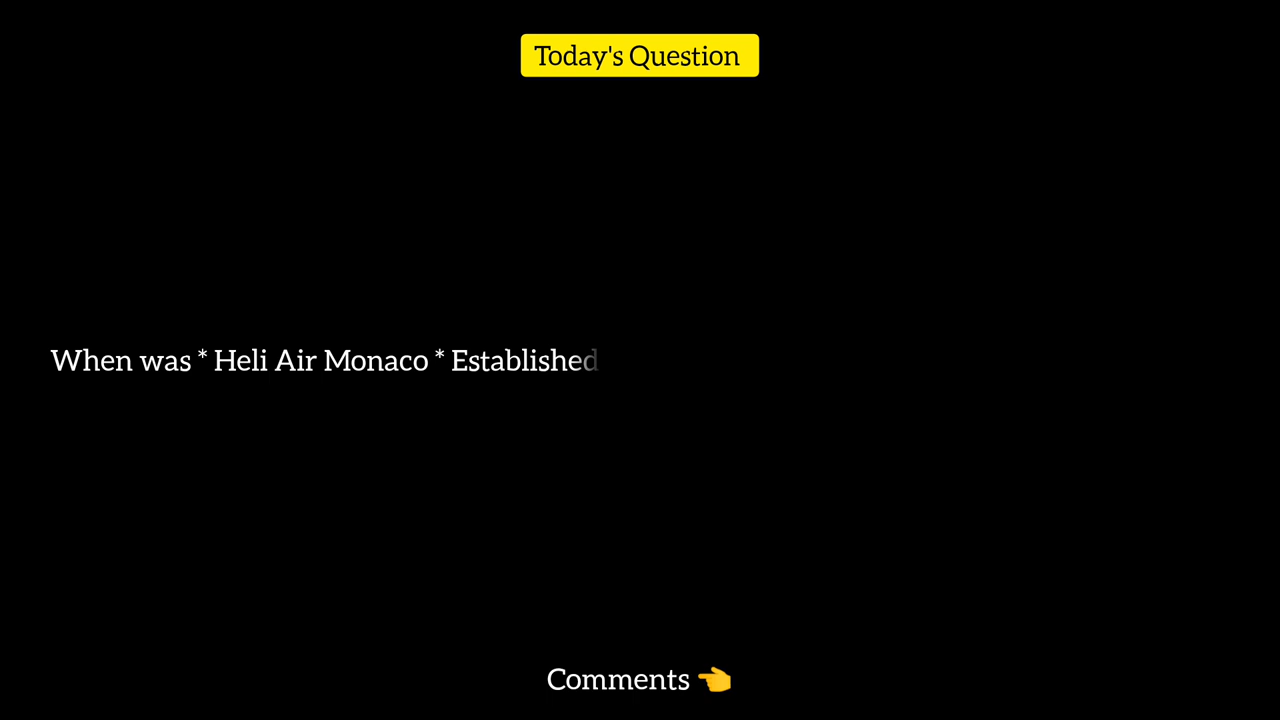 Today's Question
When was * Heli Air Monaco * Established
Comments 👈